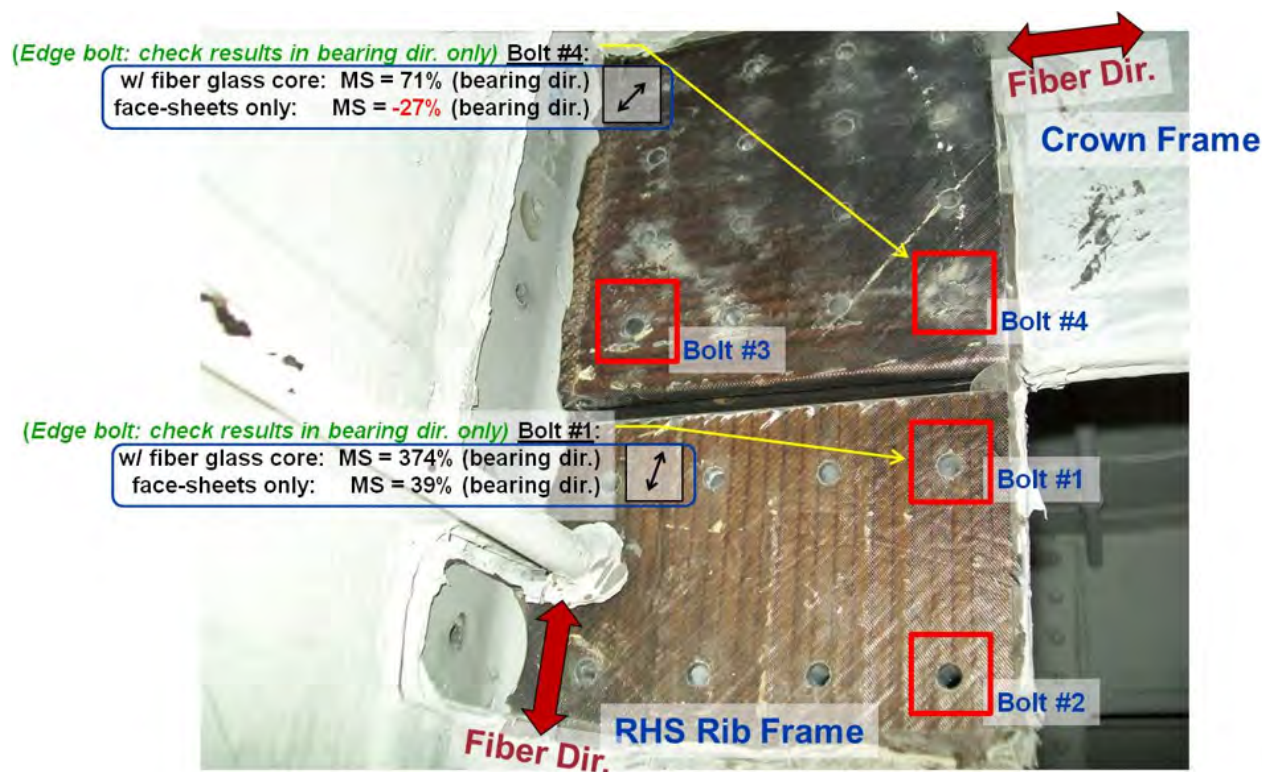 (Edge bolt: check results in bearing dir. only) Bolt #4:
w/ fiber glass core: MS = 71% (bearing dir.)
face-sheets only: MS = -27% (bearing dir.)
Fiber Dir.
Crown Frame
Bolt #4
Bolt #3
(Edge bolt: check results in bearing dir. only) Bolt #1:
w/ fiber glass core: MS = 374% (bearing dir.)
face-sheets only: MS = 39% (bearing dir.)
Bolt #1
Bolt #2
RHS Rib Frame
Fiber Dir.